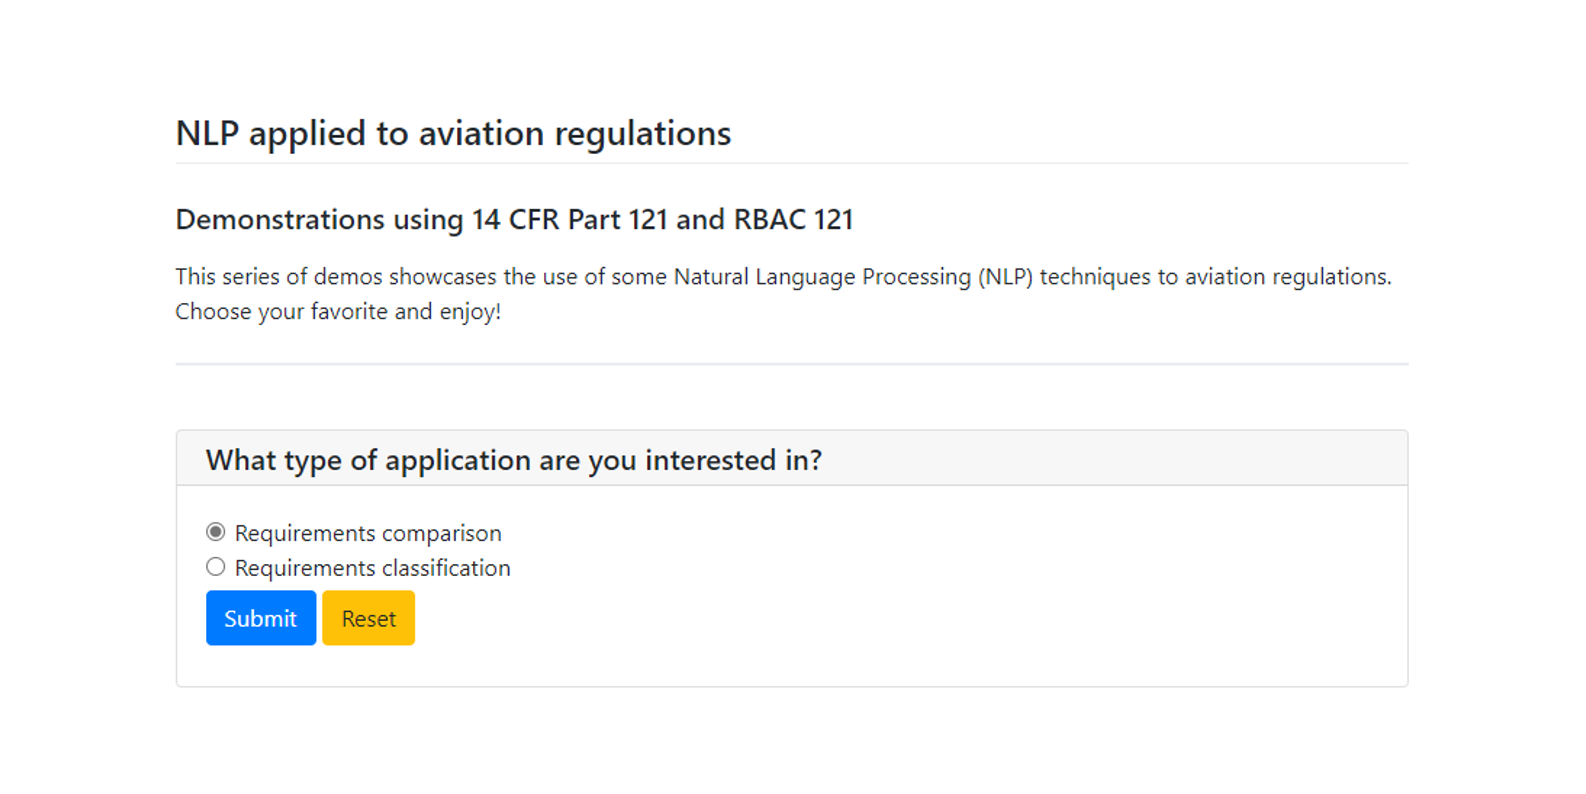 NLP applied to aviation regulations
Demonstrations using 14 CFR Part 121 and RBAC 121
This series of demos showcases the use of some Natural Language Processing (NLP) techniques to aviation regulations.
Choose your favorite and enjoy!
What type of application are you interested in?
Requirements comparison
Requirements classification
Submit Reset